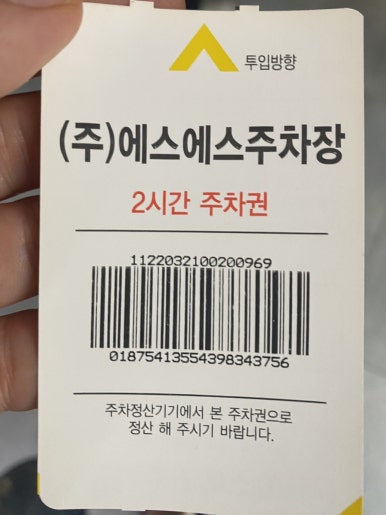 투입방향
(주)에스에스주차장
2시간 주차권
1122032100200969
01875413554398343756
주차정산기기에서 본 주차권으로
정산 해 주시기 바랍니다.